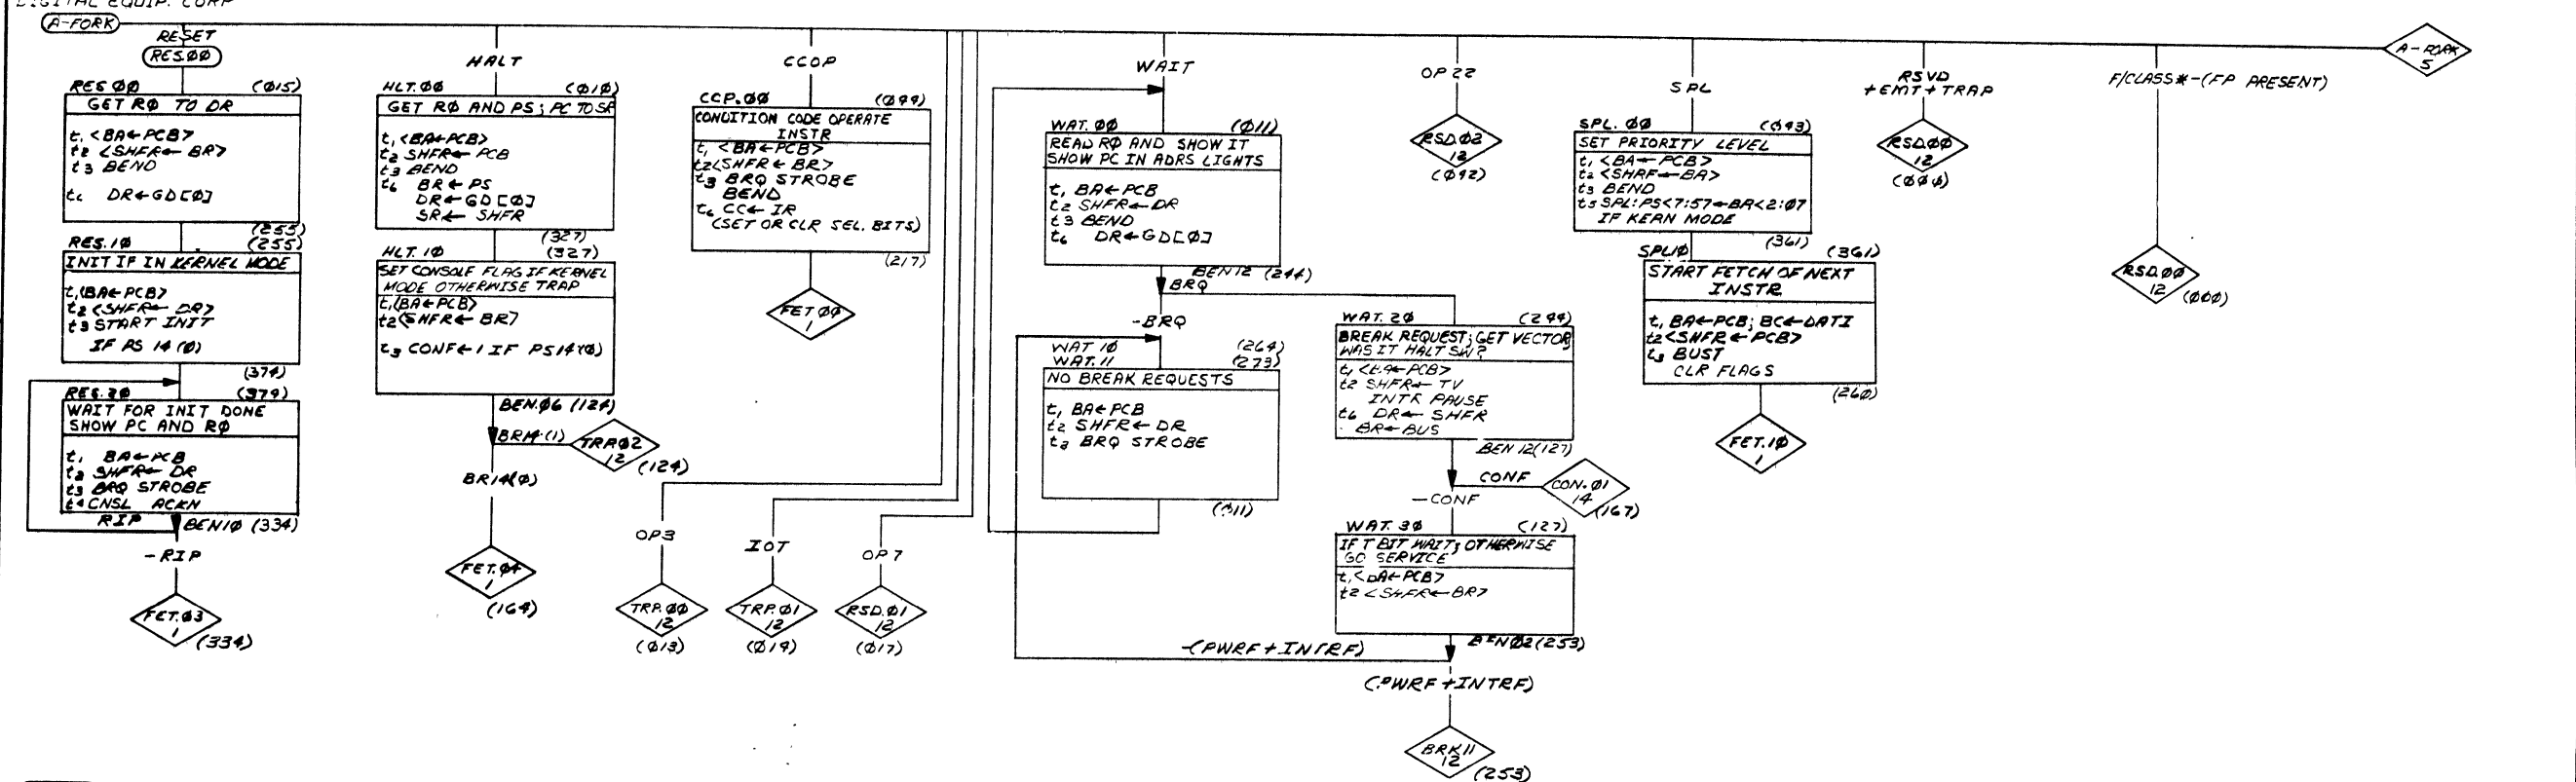 DIGITAL EQUIP. CORP
A-FORK
RESET
RES.00
RES 00 (015)
GET RØ TO DR
t1 <BA←PCB>
t2 <SHFR←BR>
t3 BEND
t6 DR←GD[Ø]
(255)
RES.10 (255)
INIT IF IN KERNEL MODE
t1 <BA←PCB>
t2 <SHFR←DR>
t3 START INIT
IF PS 14 (0)
(374)
RES.20 (374)
WAIT FOR INIT DONE
SHOW PC AND RØ
t1 BA←PCB
t2 SHFR←DR
t3 BRQ STROBE
t4 CNSL ACKN
RIP
BEN10 (334)
-RIP
FET.03
1
(334)
HALT
HLT.00 (010)
GET RØ AND PS; PC TO SR
t1 <BA←PCB>
t2 SHFR←PCB
t3 BEND
t6 BR←PS
DR←GD[Ø]
SR←SHFR
(327)
HLT.10 (327)
SET CONSOLE FLAG IF KERNEL
MODE OTHERWISE TRAP
t1 <BA←PCB>
t2 <SHFR←BR>
t3 CONF←1 IF PS14(0)
BEN.06 (124)
BR14(1)
TRP.02
12
(124)
BR14(0)
FET.04
1
(164)
CCOP
CCP.00 (044)
CONDITION CODE OPERATE
INSTR
t1 <BA←PCB>
t2 <SHFR←BR>
t3 BRQ STROBE
BEND
t6 CC←IR
(SET OR CLR SEL. BITS)
(217)
FET 00
1
OP3
TRP.00
12
(013)
IOT
TRP.01
12
(014)
OP7
RSD.01
12
(017)
WAIT
WAT.00 (011)
READ RØ AND SHOW IT
SHOW PC IN ADRS LIGHTS
t1 BA←PCB
t2 SHFR←DR
t3 BEND
t6 DR←GD[Ø]
BEN12 (244)
BRQ
-BRQ
WAT 10 (264)
WAT.11 (273)
NO BREAK REQUESTS
t1 BA←PCB
t2 SHFR←DR
t3 BRQ STROBE
(011)
WAT.20 (244)
BREAK REQUEST; GET VECTOR
WAS IT HALT SW?
t1 <BA←PCB>
t2 SHFR←TV
INTR PAUSE
t6 DR←SHFR
BR←BUS
BEN 12 (127)
CONF
CON.01
14
(167)
-CONF
WAT.30 (127)
IF T BIT WAIT; OTHERWISE
GO SERVICE
t1 <BA←PCB>
t2 <SHFR←BR>
BEN02 (253)
-(PWRF+INTRF)
(PWRF+INTRF)
BRK11
12
(253)
OP 22
RSD.02
12
(042)
SPL
SPL.00 (043)
SET PRIORITY LEVEL
t1 <BA←PCB>
t2 <SHRF←BA>
t3 BEND
t5 SPL:PS<7:5>←BR<2:0>
IF KERN MODE
(361)
SPL10 (361)
START FETCH OF NEXT
INSTR
t1 BA←PCB; BC←DATI
t2 <SHFR←PCB>
t3 BUST
CLR FLAGS
(260)
FET.10
1
RSVD
+EMT+TRAP
RSD.00
12
F/CLASS*-(FP PRESENT)
RSD.00
12
(000)
A-FORK
5